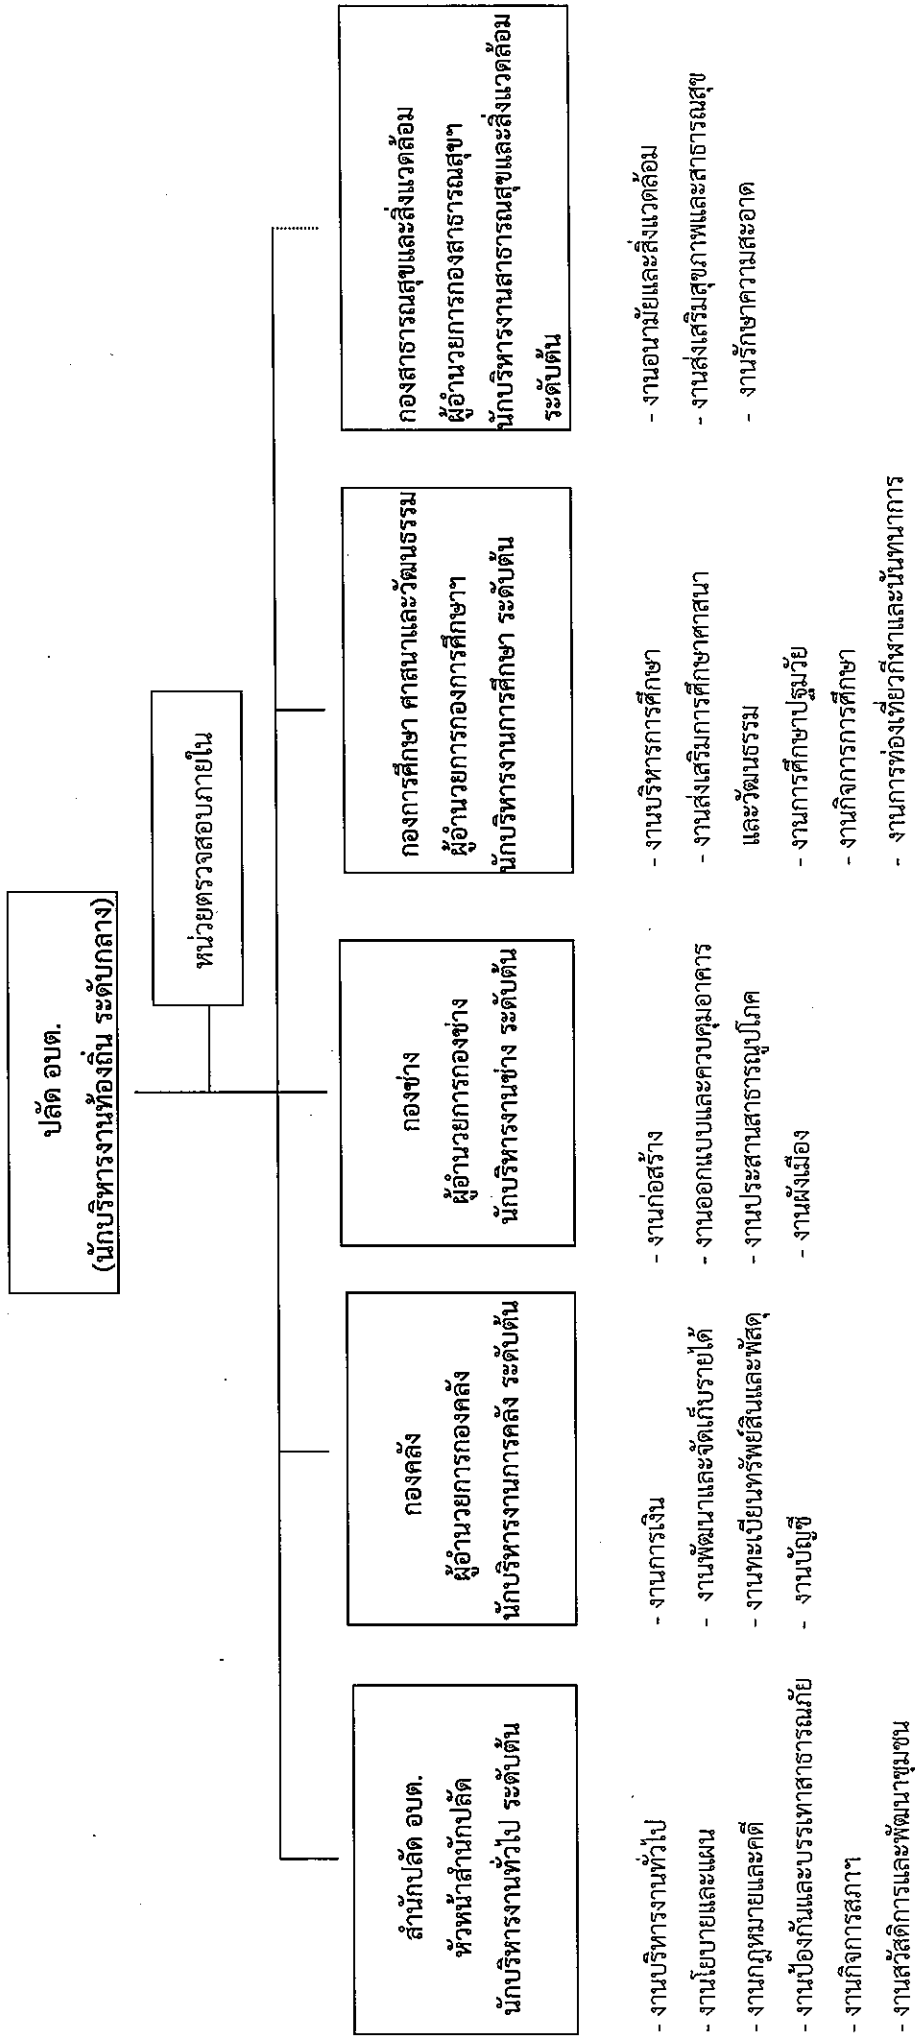 ปลัด อบต.
(นักบริหารงานท้องถิ่น ระดับกลาง)
หน่วยตรวจสอบภายใน
สำนักปลัด อบต.
หัวหน้าสำนักปลัด
นักบริหารงานทั่วไป ระดับต้น
- งานบริหารงานทั่วไป
- งานนโยบายและแผน
- งานกฎหมายและคดี
- งานป้องกันและบรรเทาสาธารณภัย
- งานกิจการสภาฯ
- งานสวัสดิการและพัฒนาชุมชน
กองคลัง
ผู้อำนวยการกองคลัง
นักบริหารงานการคลัง ระดับต้น
- งานการเงิน
- งานพัฒนาและจัดเก็บรายได้
- งานทะเบียนทรัพย์สินและพัสดุ
- งานบัญชี
กองช่าง
ผู้อำนวยการกองช่าง
นักบริหารงานช่าง ระดับต้น
- งานก่อสร้าง
- งานออกแบบและควบคุมอาคาร
- งานประสานสาธารณูปโภค
- งานผังเมือง
กองการศึกษา ศาสนาและวัฒนธรรม
ผู้อำนวยการกองการศึกษาฯ
นักบริหารงานการศึกษา ระดับต้น
- งานบริหารการศึกษา
- งานส่งเสริมการศึกษาศาสนา
และวัฒนธรรม
- งานการศึกษาปฐมวัย
- งานกิจการการศึกษา
- งานการท่องเที่ยวกีฬาและนันทนาการ
กองสาธารณสุขและสิ่งแวดล้อม
ผู้อำนวยการกองสาธารณสุขฯ
นักบริหารงานสาธารณสุขและสิ่งแวดล้อม
ระดับต้น
- งานอนามัยและสิ่งแวดล้อม
- งานส่งเสริมสุขภาพและสาธารณสุข
- งานรักษาความสะอาด